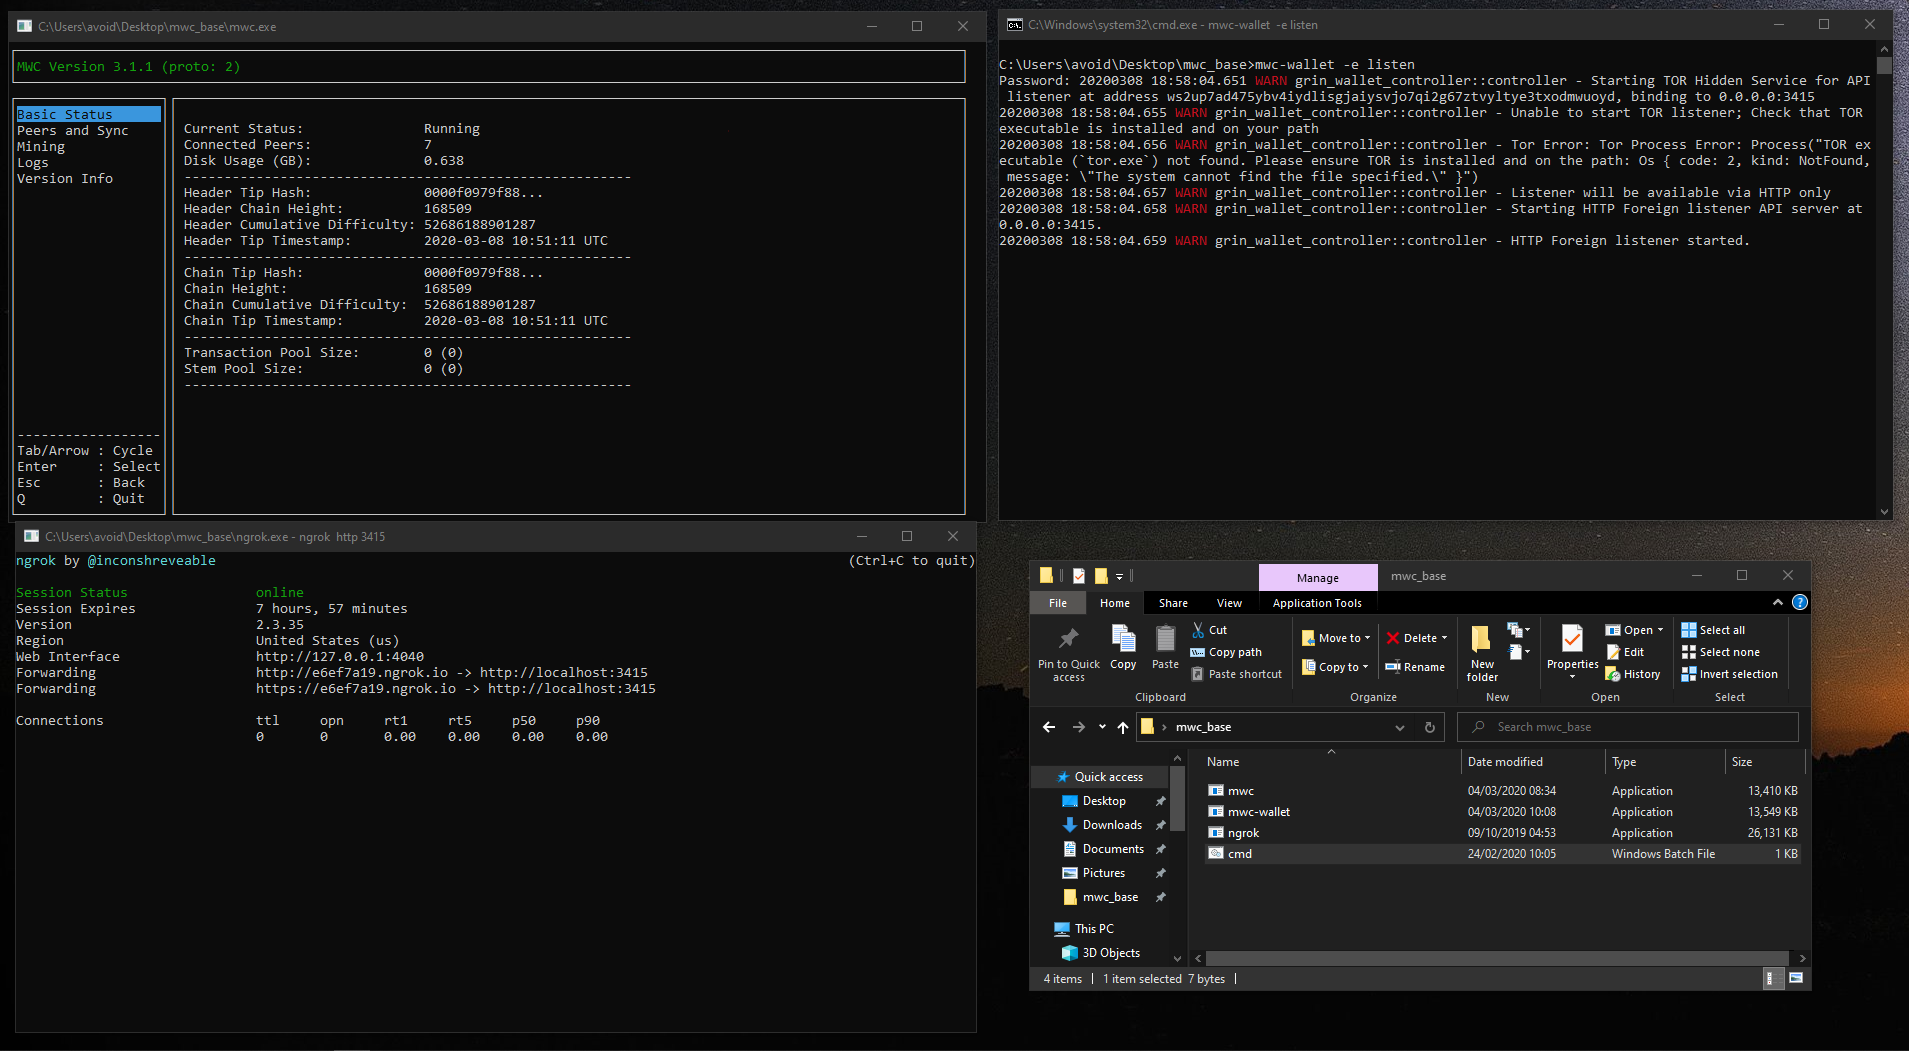 C:\Users\avoid\Desktop\mwc_base\mwc.exe
MWC Version 3.1.1 (proto: 2)
Basic Status
Peers and Sync
Mining
Logs
Version Info
------------------
Tab/Arrow : Cycle
Enter : Select
Esc : Back
Q : Quit
Current Status: Running
Connected Peers: 7
Disk Usage (GB): 0.638
--------------------------------------------------------
Header Tip Hash: 0000f0979f88...
Header Chain Height: 168509
Header Cumulative Difficulty: 52686188901287
Header Tip Timestamp: 2020-03-08 10:51:11 UTC
--------------------------------------------------------
Chain Tip Hash: 0000f0979f88...
Chain Height: 168509
Chain Cumulative Difficulty: 52686188901287
Chain Tip Timestamp: 2020-03-08 10:51:11 UTC
--------------------------------------------------------
Transaction Pool Size: 0 (0)
Stem Pool Size: 0 (0)
--------------------------------------------------------
C:\Windows\system32\cmd.exe - mwc-wallet -e listen
C:\Users\avoid\Desktop\mwc_base>mwc-wallet -e listen
Password: 20200308 18:58:04.651 WARN grin_wallet_controller::controller - Starting TOR Hidden Service for API
listener at address ws2up7ad475ybv4iydlisgjaiysvjo7qi2g67ztvyltye3txodmwuoyd, binding to 0.0.0.0:3415
20200308 18:58:04.655 WARN grin_wallet_controller::controller - Unable to start TOR listener; Check that TOR
executable is installed and on your path
20200308 18:58:04.656 WARN grin_wallet_controller::controller - Tor Error: Tor Process Error: Process("TOR ex
ecutable (`tor.exe`) not found. Please ensure TOR is installed and on the path: Os { code: 2, kind: NotFound,
message: \"The system cannot find the file specified.\" }")
20200308 18:58:04.657 WARN grin_wallet_controller::controller - Listener will be available via HTTP only
20200308 18:58:04.658 WARN grin_wallet_controller::controller - Starting HTTP Foreign listener API server at
0.0.0.0:3415.
20200308 18:58:04.659 WARN grin_wallet_controller::controller - HTTP Foreign listener started.
C:\Users\avoid\Desktop\mwc_base\ngrok.exe - ngrok http 3415
ngrok by @inconshreveable (Ctrl+C to quit)
Session Status online
Session Expires 7 hours, 57 minutes
Version 2.3.35
Region United States (us)
Web Interface http://127.0.0.1:4040
Forwarding http://e6ef7a19.ngrok.io -> http://localhost:3415
Forwarding https://e6ef7a19.ngrok.io -> http://localhost:3415
Connections ttl opn rt1 rt5 p50 p90
0 0 0.00 0.00 0.00 0.00
Manage mwc_base
File Home Share View Application Tools
Pin to Quick access
Copy
Paste
Cut
Copy path
Paste shortcut
Clipboard
Move to
Copy to
Delete
Rename
Organize
New folder
New
Properties
Open
Edit
History
Open
Select all
Select none
Invert selection
Select
mwc_base
Search mwc_base
Quick access
Desktop
Downloads
Documents
Pictures
mwc_base
This PC
3D Objects
Name Date modified Type Size
mwc 04/03/2020 08:34 Application 13,410 KB
mwc-wallet 04/03/2020 10:08 Application 13,549 KB
ngrok 09/10/2019 04:53 Application 26,131 KB
cmd 24/02/2020 10:05 Windows Batch File 1 KB
4 items 1 item selected 7 bytes